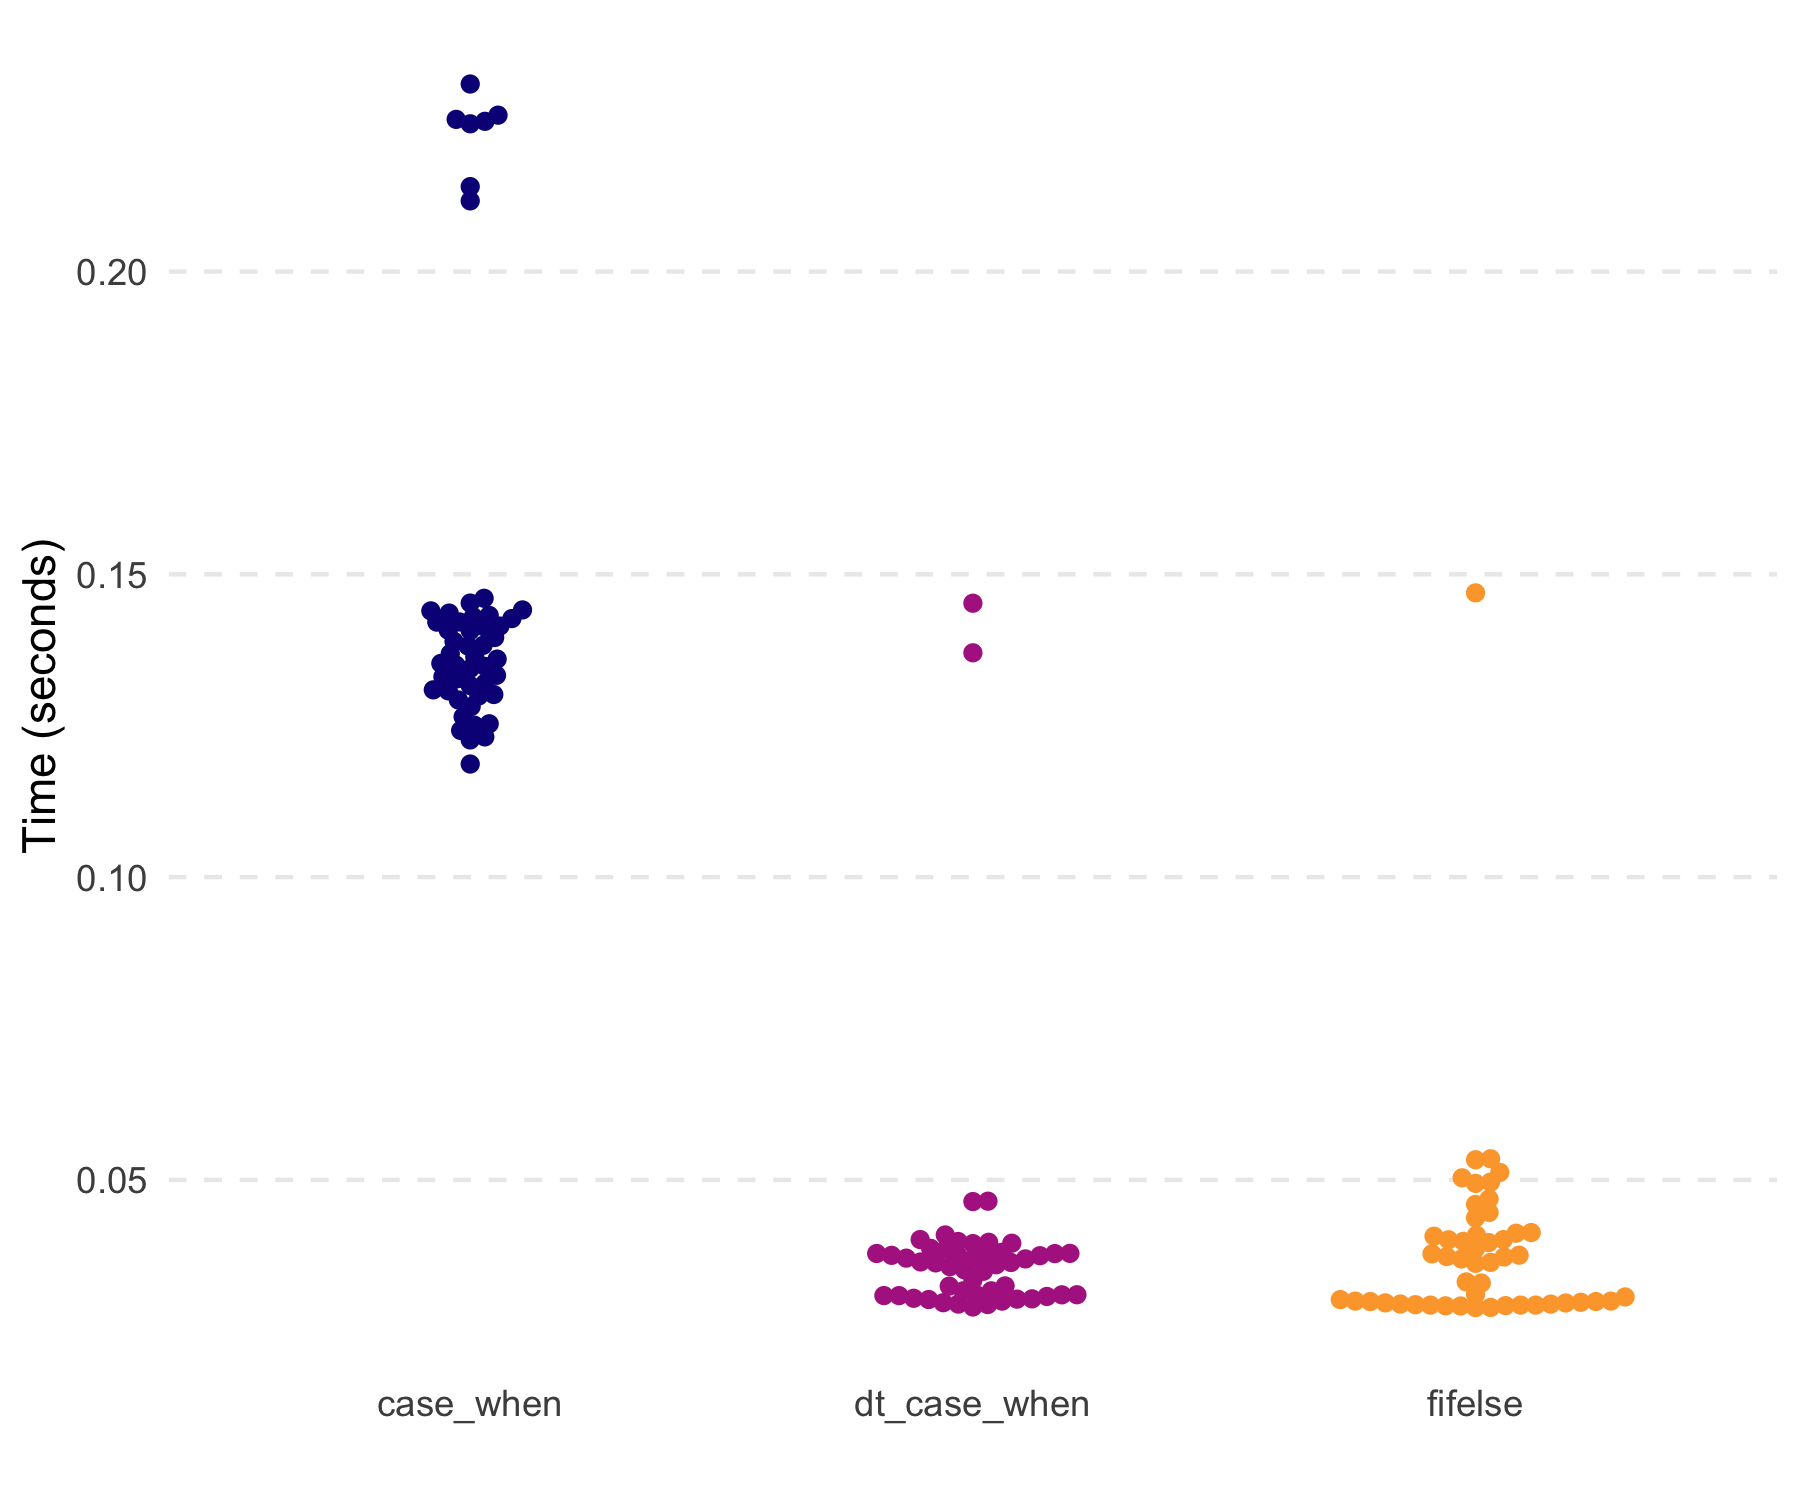 Time (seconds)
0.20
0.15
0.10
0.05
case_when
dt_case_when
fifelse